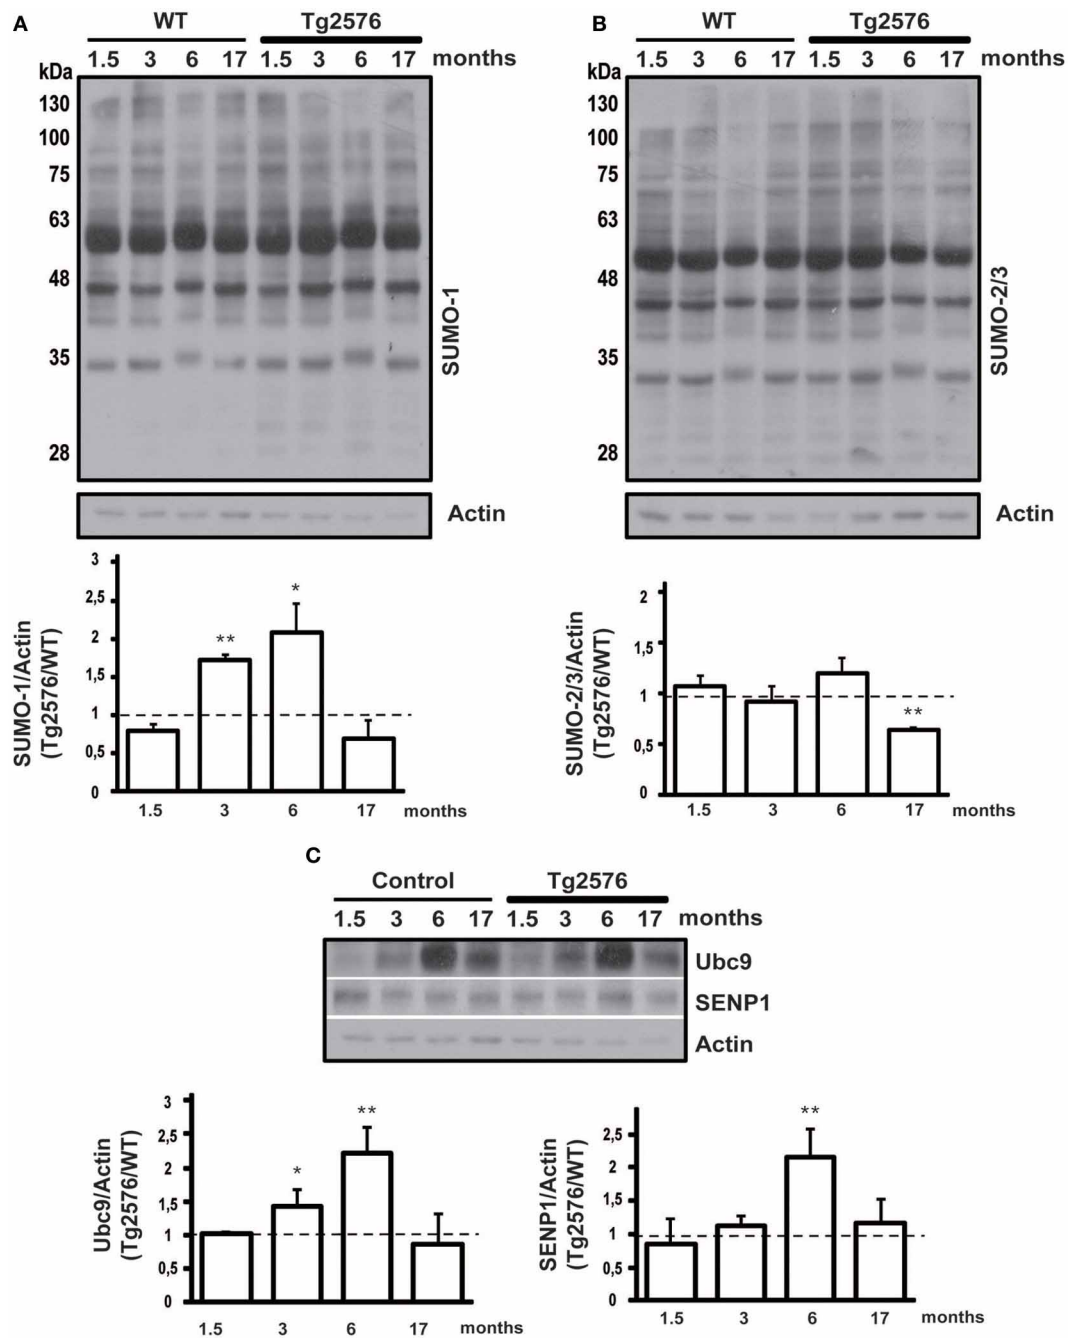 A
WT Tg2576
1.5 3 6 17 1.5 3 6 17 months
kDa
130
100
75
63
48
35
28
SUMO-1
Actin
3
2,5
2
1,5
1
0,5
0
SUMO-1/Actin
(Tg2576/WT)
** *
1.5 3 6 17 months
B
WT Tg2576
1.5 3 6 17 1.5 3 6 17 months
kDa
130
100
75
63
48
35
28
SUMO-2/3
Actin
2
1,5
1
0,5
0
SUMO-2/3/Actin
(Tg2576/WT)
**
1.5 3 6 17 months
C
Control Tg2576
1.5 3 6 17 1.5 3 6 17 months
Ubc9
SENP1
Actin
3
2,5
2
1,5
1
0,5
0
Ubc9/Actin
(Tg2576/WT)
* **
1.5 3 6 17 months
2,5
2
1,5
1
0,5
0
SENP1/Actin
(Tg2576/WT)
**
1.5 3 6 17 months